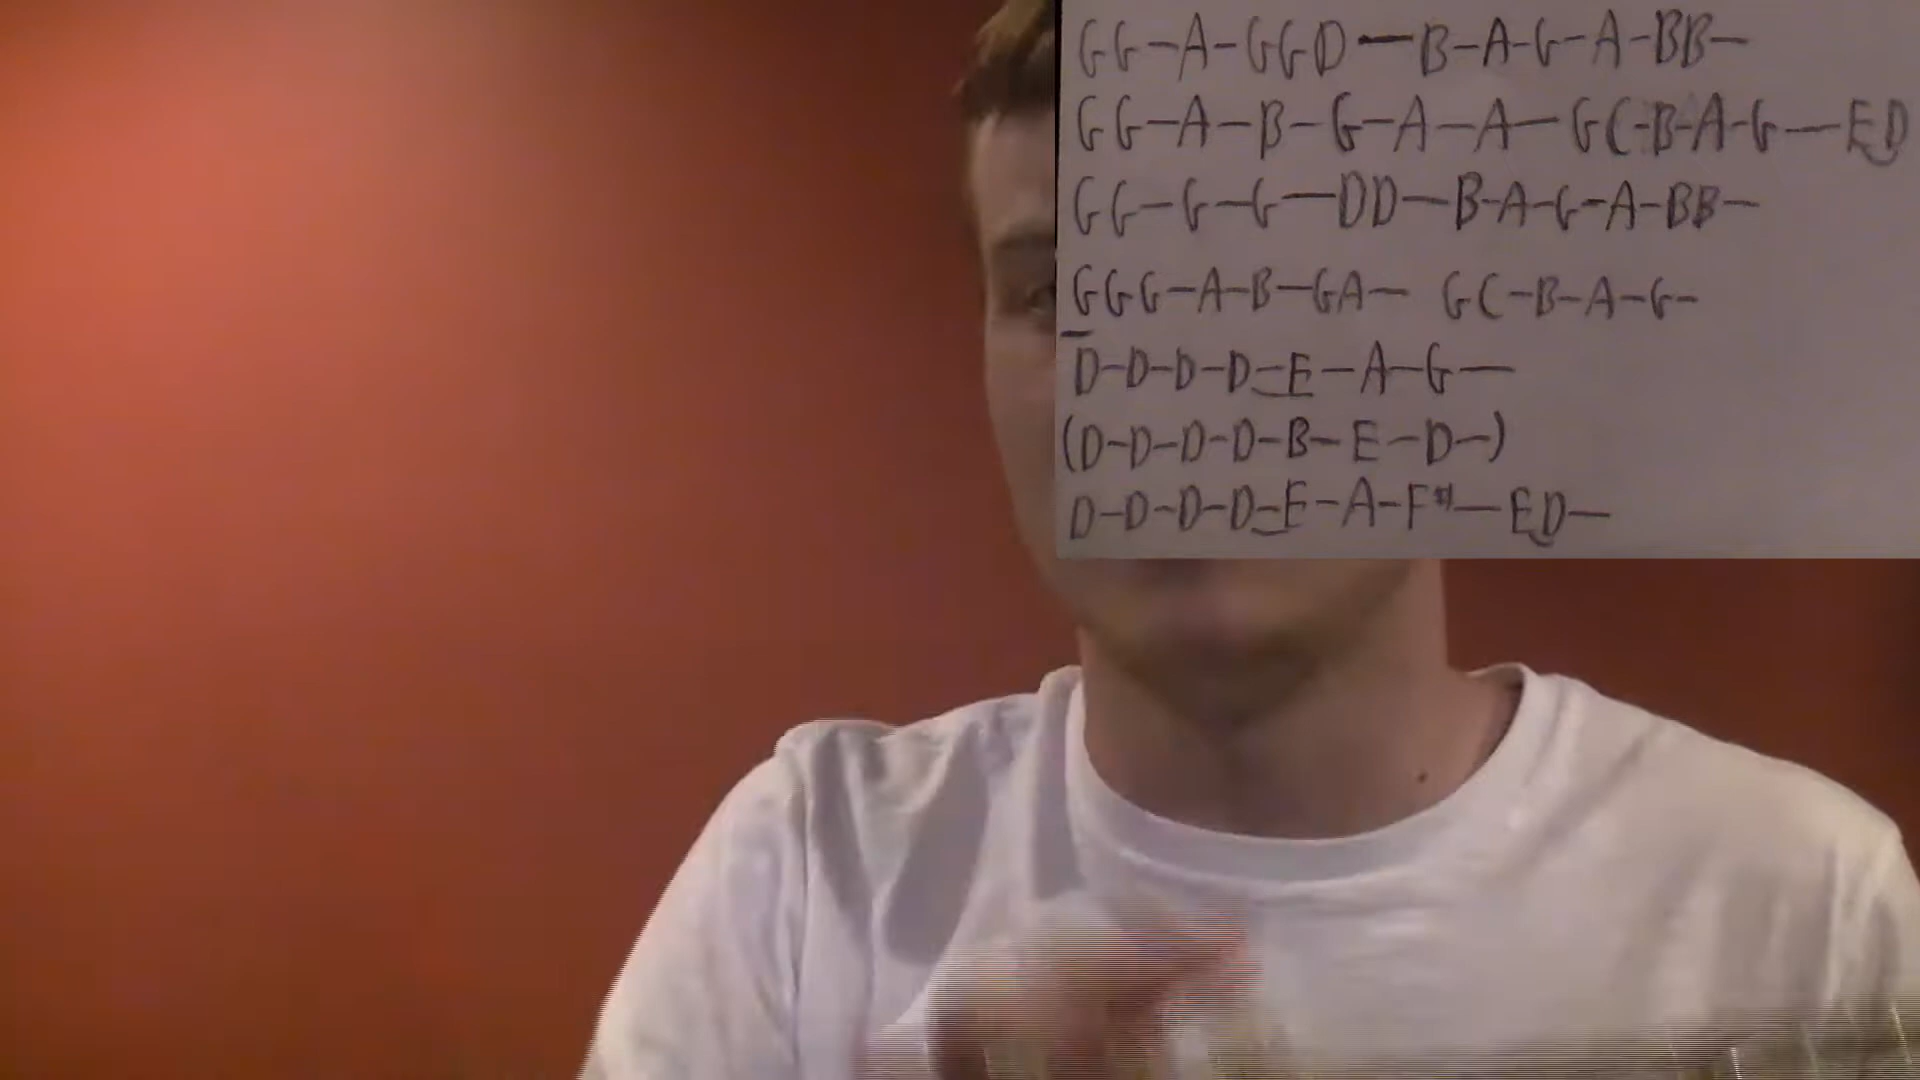 GG-A-GGD-B-A-G-A-BB-
GG-A-B-G-A-A-GC-B-A-G-ED
GG-G-G-DD-B-A-G-A-BB-
GGG-A-B-GA- GC-B-A-G-
D-D-D-D-E-A-G-
(D-D-D-D-B-E-D-)
D-D-D-D-E-A-F#-ED-